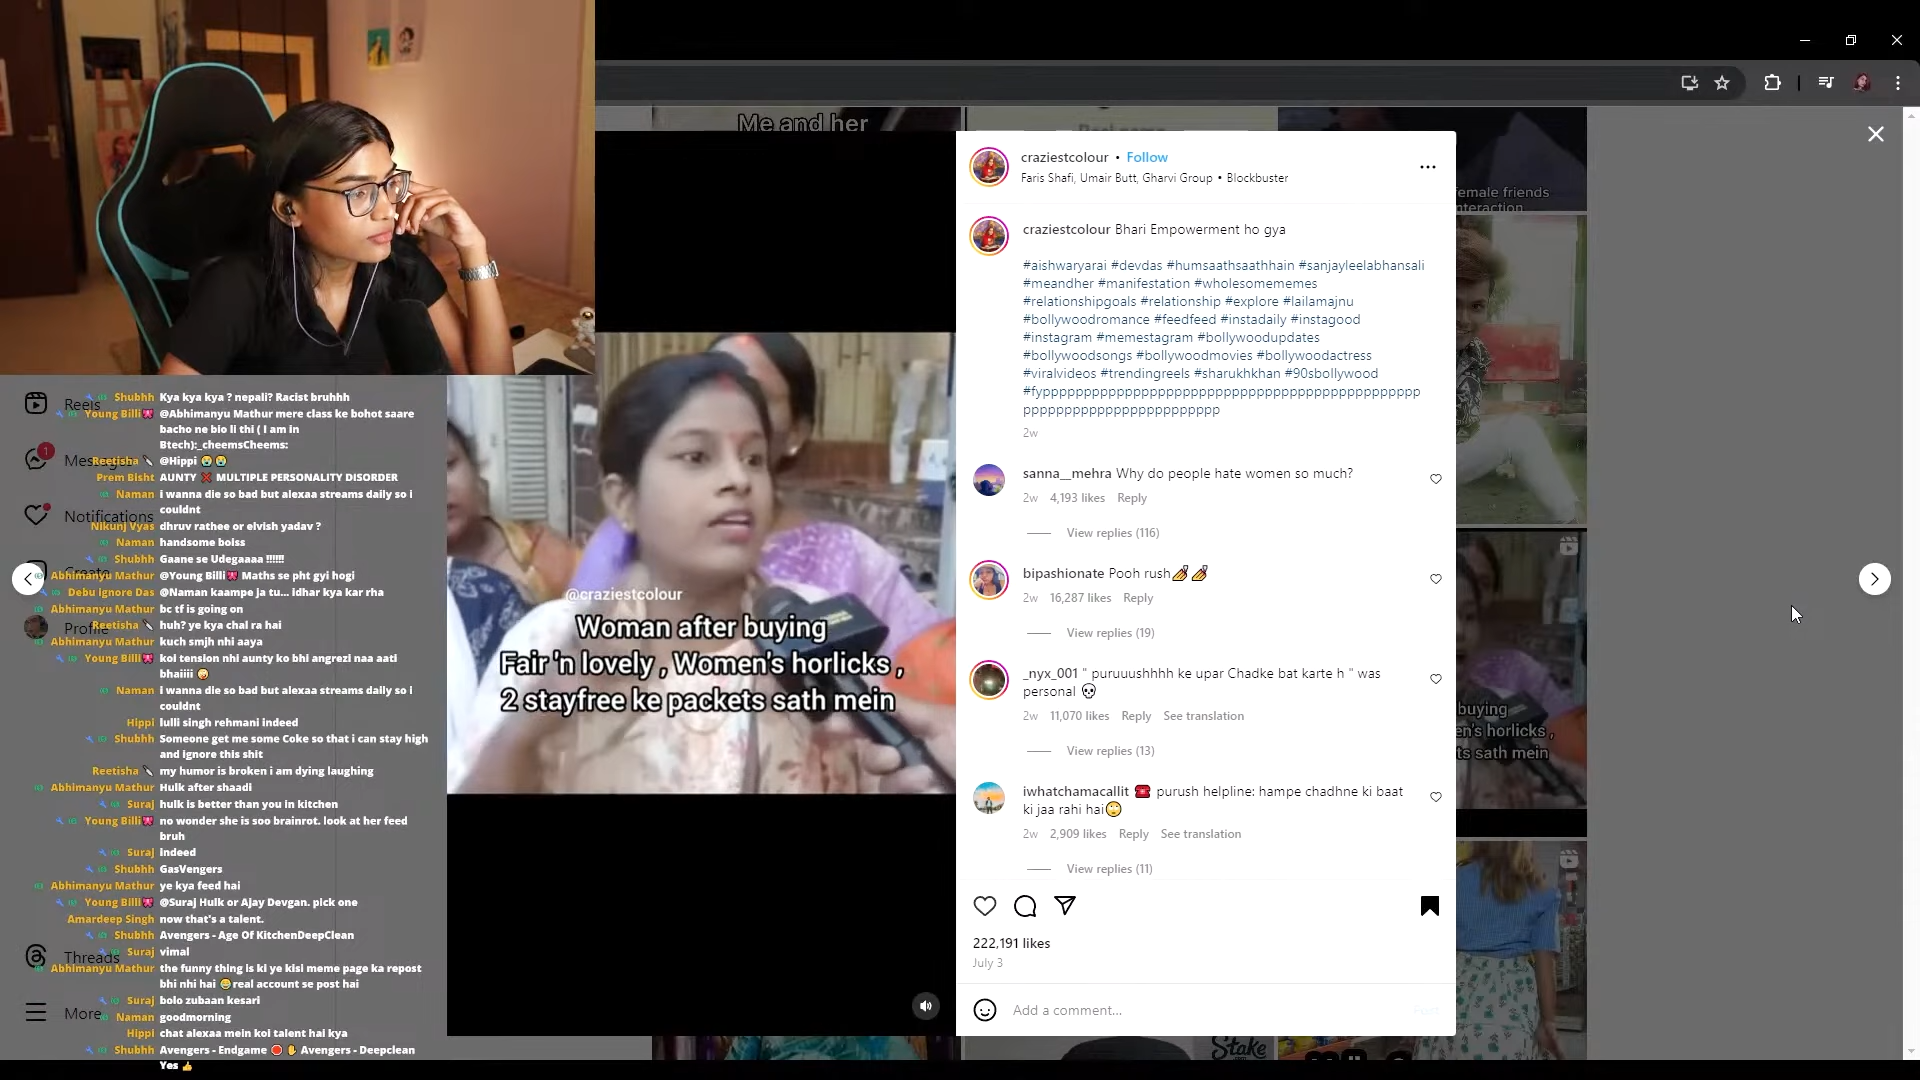 Me and her
female friends
interaction
Reels
Messages
Notifications
Create
Profile
Threads
More
1
Shubhh Kya kya kya ? nepali? Racist bruhhh
Young Billi🎀 @Abhimanyu Mathur mere class ke bohot saare
bacho ne bio li thi ( I am in
Btech):_cheemsCheems:
Reetisha🔪 @Hippi 😭😭
Prem Bisht AUNTY ❌ MULTIPLE PERSONALITY DISORDER
Naman i wanna die so bad but alexaa streams daily so i
couldnt
Nikunj Vyas dhruv rathee or elvish yadav ?
Naman handsome boiss
Shubhh Gaane se Udegaaaa !!!!!!
Abhimanyu Mathur @Young Billi🎀 Maths se pht gyi hogi
Debu ignore Das @Naman kaampe ja tu... idhar kya kar rha
Abhimanyu Mathur bc tf is going on
Reetisha🔪 huh? ye kya chal ra hai
Abhimanyu Mathur kuch smjh nhi aaya
Young Billi🎀 koi tension nhi aunty ko bhi angrezi naa aati
bhaiiii
Naman i wanna die so bad but alexaa streams daily so i
couldnt
Hippi lulli singh rehmani indeed
Shubhh Someone get me some Coke so that i can stay high
and ignore this shit
Reetisha🔪 my humor is broken i am dying laughing
Abhimanyu Mathur Hulk after shaadi
Suraj hulk is better than you in kitchen
Young Billi🎀 no wonder she is soo brainrot. look at her feed
bruh
Suraj indeed
Shubhh GasVengers
Abhimanyu Mathur ye kya feed hai
Young Billi🎀 @Suraj Hulk or Ajay Devgan. pick one
Amardeep Singh now that's a talent.
Shubhh Avengers - Age Of KitchenDeepClean
Suraj vimal
Abhimanyu Mathur the funny thing is ki ye kisi meme page ka repost
bhi nhi hai 😂real account se post hai
Suraj bolo zubaan kesari
Naman goodmorning
Hippi chat alexaa mein koi talent hai kya
Shubhh Avengers - Endgame 🛑✋ Avengers - Deepclean
Yes 👍
@craziestcolour
Woman after buying
Fair 'n lovely , Women's horlicks ,
2 stayfree ke packets sath mein
craziestcolour • Follow
Faris Shafi, Umair Butt, Gharvi Group • Blockbuster
craziestcolour Bhari Empowerment ho gya
#aishwaryarai #devdas #humsaathsaathhain #sanjayleelabhansali
#meandher #manifestation #wholesomememes
#relationshipgoals #relationship #explore #lailamajnu
#bollywoodromance #feedfeed #instadaily #instagood
#instagram #memestagram #bollywoodupdates
#bollywoodsongs #bollywoodmovies #bollywoodactress
#viralvideos #trendingreels #sharukhkhan #90sbollywood
#fypppppppppppppppppppppppppppppppppppppppppppppp
pppppppppppppppppppppppp
2w
sanna__mehra Why do people hate women so much?
2w 4,193 likes Reply
View replies (116)
bipashionate Pooh rush💅💅
2w 16,287 likes Reply
View replies (19)
_nyx_001 " puruuushhhh ke upar Chadke bat karte h " was
personal 💀
2w 11,070 likes Reply See translation
View replies (13)
iwhatchamacallit ☎️ purush helpline: hampe chadhne ki baat
ki jaa rahi hai🙄
2w 2,909 likes Reply See translation
View replies (11)
222,191 likes
July 3
Add a comment...
Post
buying
en's horlicks ,
ts sath mein
Stake